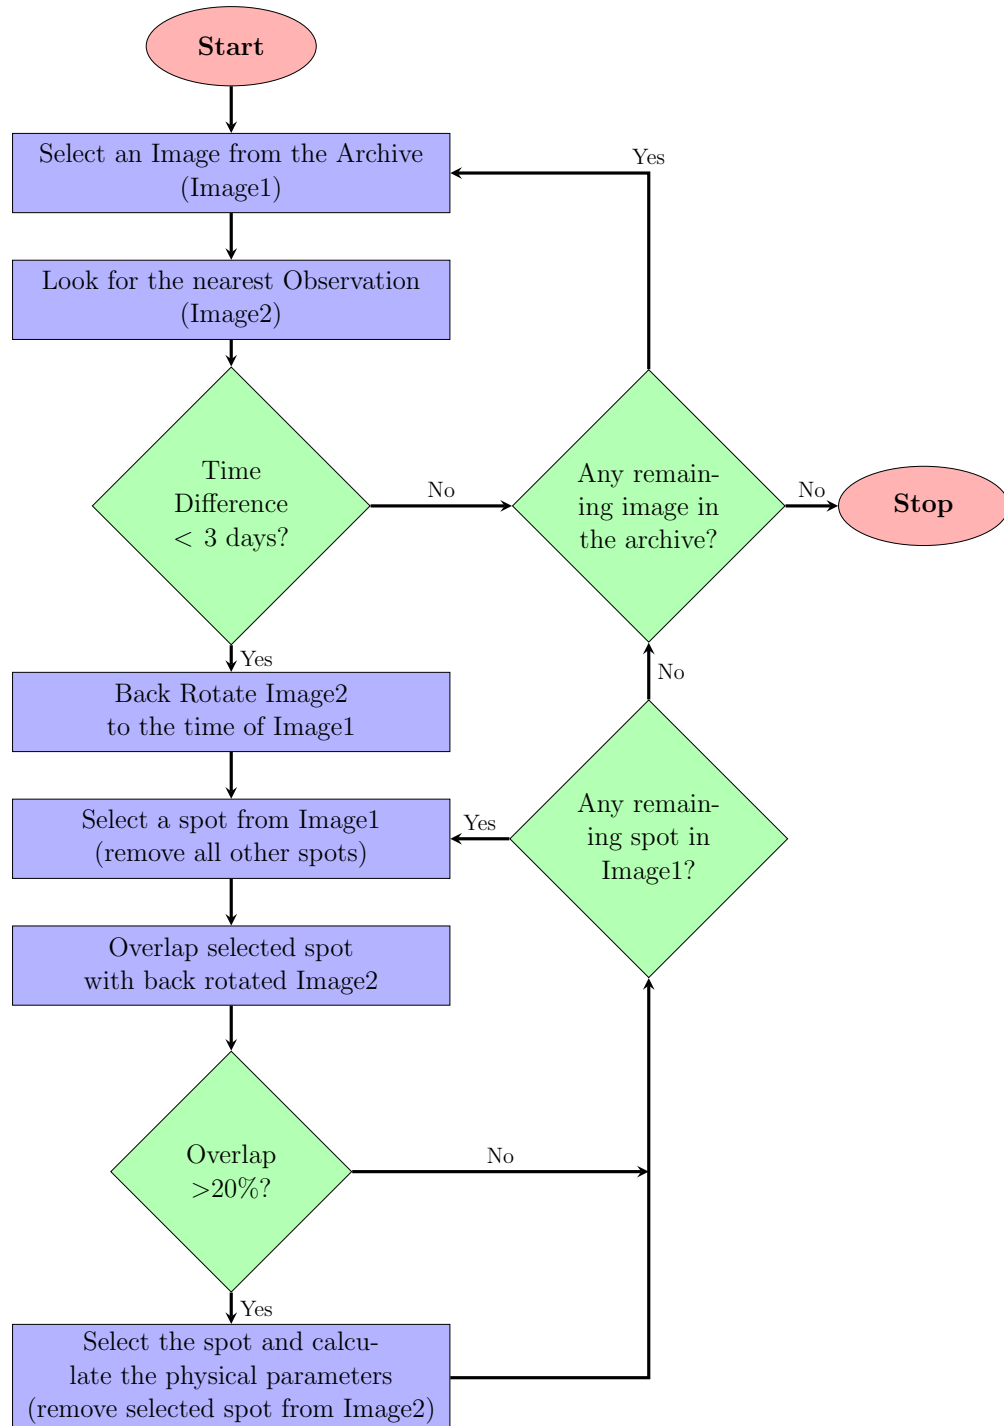 Start
Select an Image from the Archive
(Image1)
Yes
Look for the nearest Observation
(Image2)
Time
Difference
< 3 days?
No
Any remain-
ing image in
the archive?
No
Stop
Yes
Back Rotate Image2
to the time of Image1
No
Select a spot from Image1
(remove all other spots)
Yes
Any remain-
ing spot in
Image1?
Overlap selected spot
with back rotated Image2
Overlap
>20%?
No
Yes
Select the spot and calcu-
late the physical parameters
(remove selected spot from Image2)